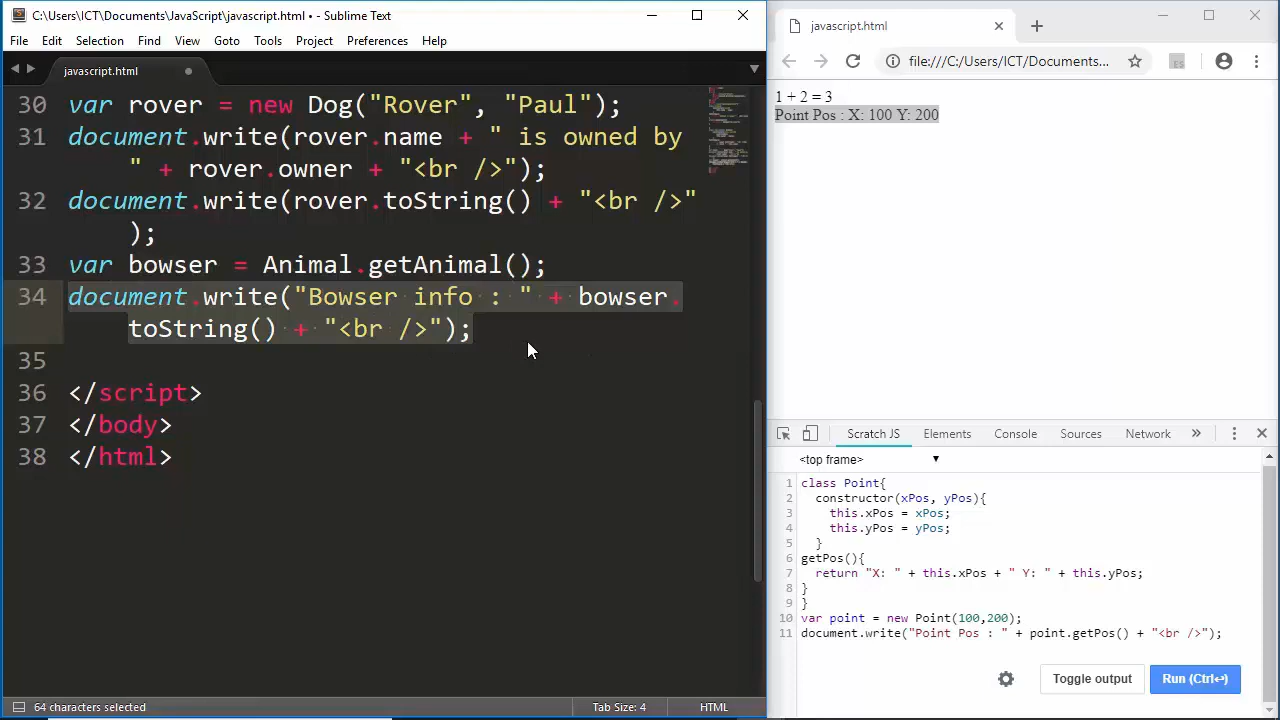 C:\Users\ICT\Documents\JavaScript\javascript.html • - Sublime Text
File Edit Selection Find View Goto Tools Project Preferences Help
javascript.html
30 var rover = new Dog("Rover", "Paul");
31 document.write(rover.name + " is owned by
" + rover.owner + "<br />");
32 document.write(rover.toString() + "<br />"
);
33 var bowser = Animal.getAnimal();
34 document.write("Bowser info : " + bowser.
toString() + "<br />");
35
36 </script>
37 </body>
38 </html>
64 characters selected Tab Size: 4 HTML
javascript.html
file:///C:/Users/ICT/Documents...
ES
1 + 2 = 3
Point Pos : X: 100 Y: 200
Scratch JS Elements Console Sources Network »
<top frame> ▼
1 class Point{
2 constructor(xPos, yPos){
3 this.xPos = xPos;
4 this.yPos = yPos;
5 }
6 getPos(){
7 return "X: " + this.xPos + " Y: " + this.yPos;
8 }
9 }
10 var point = new Point(100,200);
11 document.write("Point Pos : " + point.getPos() + "<br />");
Toggle output Run (Ctrl↵)